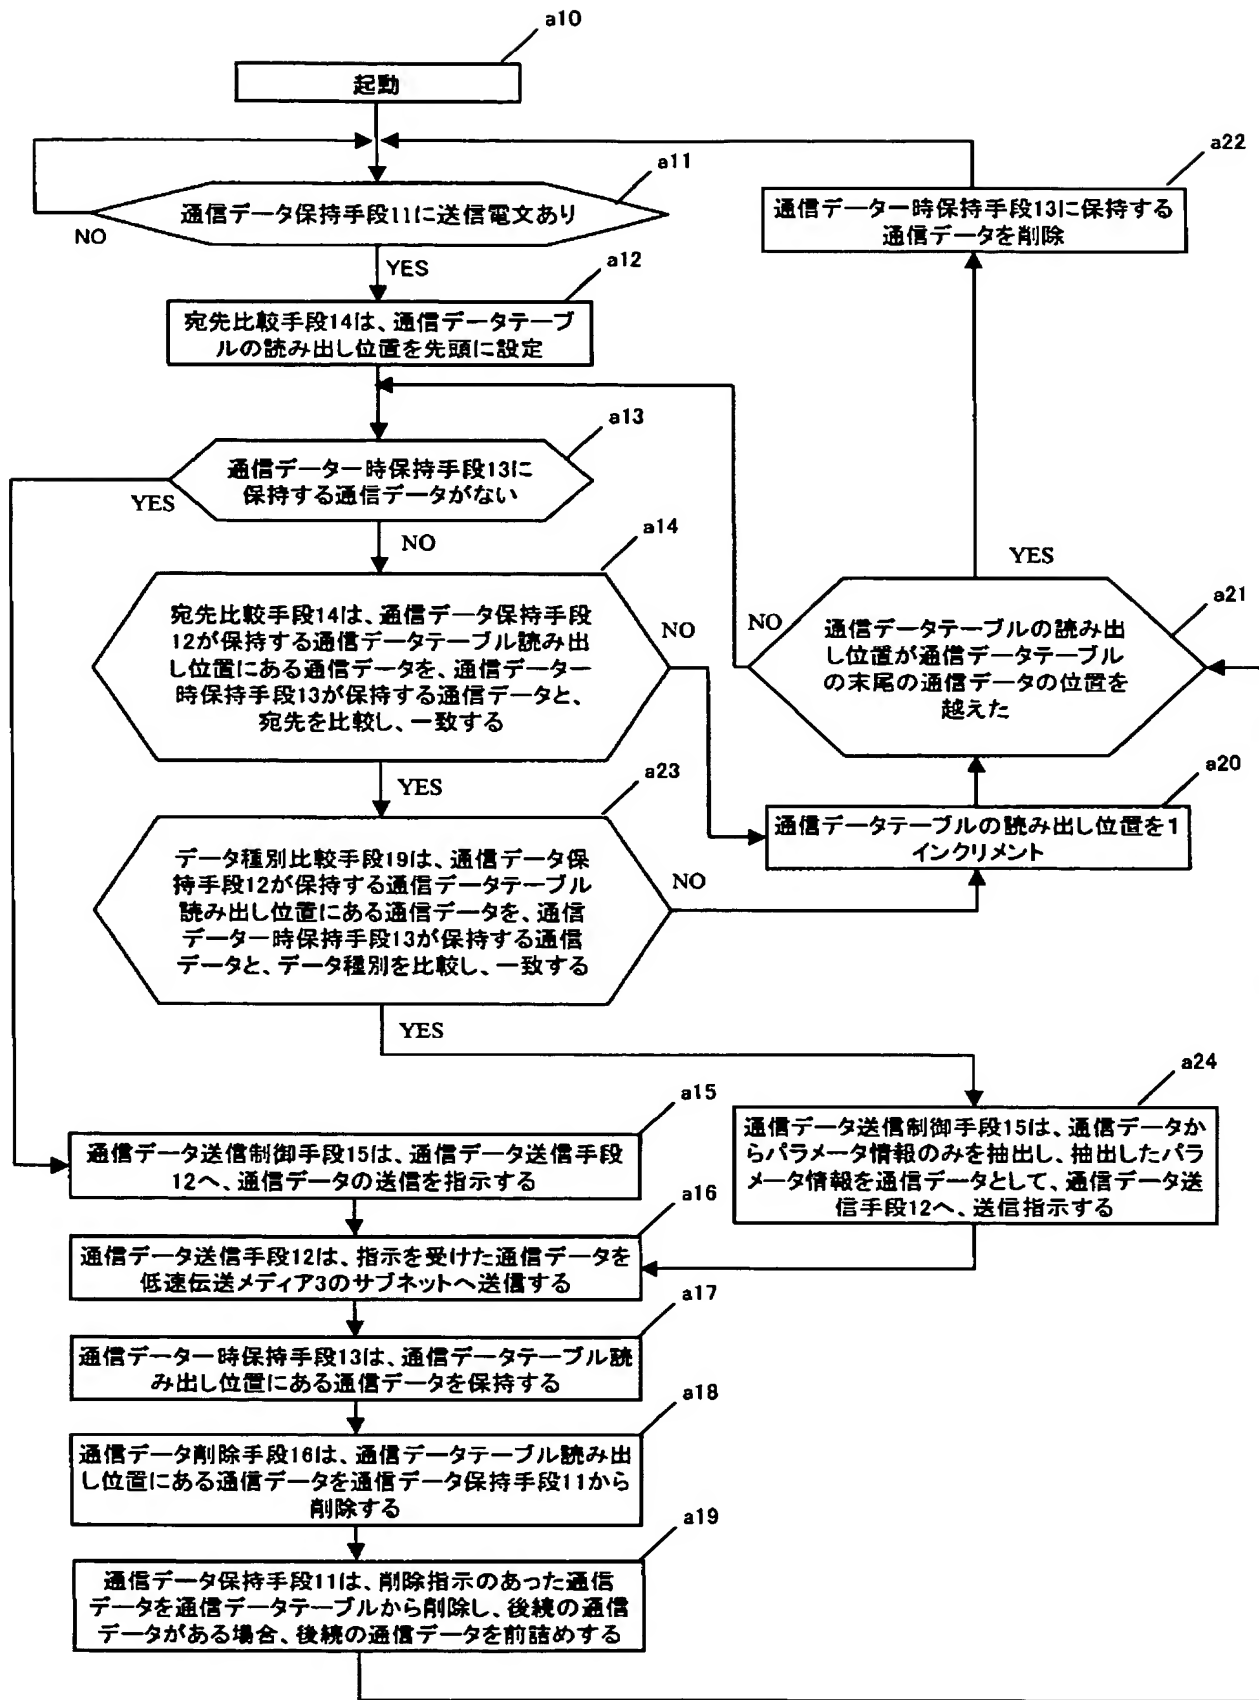 a10
起動
a11
通信データ保持手段11に送信電文あり
NO
YES
a12
宛先比較手段14は、通信データテーブ
ルの読み出し位置を先頭に設定
a13
通信データ一時保持手段13に
保持する通信データがない
YES
NO
a14
宛先比較手段14は、通信データ保持手段
12が保持する通信データテーブル読み出
し位置にある通信データを、通信データ一
時保持手段13が保持する通信データと、
宛先を比較し、一致する
NO
YES
a23
データ種別比較手段19は、通信データ保
持手段12が保持する通信データテーブル
読み出し位置にある通信データを、通信
データ一時保持手段13が保持する通信
データと、データ種別を比較し、一致する
NO
YES
a22
通信データ一時保持手段13に保持する
通信データを削除
YES
a21
NO
通信データテーブルの読み出
し位置が通信データテーブル
の末尾の通信データの位置を
越えた
a20
通信データテーブルの読み出し位置を1
インクリメント
a24
通信データ送信制御手段15は、通信データか
らパラメータ情報のみを抽出し、抽出したパラ
メータ情報を通信データとして、通信データ送
信手段12へ、送信指示する
a15
通信データ送信制御手段15は、通信データ送信手段
12へ、通信データの送信を指示する
a16
通信データ送信手段12は、指示を受けた通信データを
低速伝送メディア3のサブネットへ送信する
a17
通信データ一時保持手段13は、通信データテーブル読
み出し位置にある通信データを保持する
a18
通信データ削除手段16は、通信データテーブル読み出
し位置にある通信データを通信データ保持手段11から
削除する
a19
通信データ保持手段11は、削除指示のあった通信
データを通信データテーブルから削除し、後続の通信
データがある場合、後続の通信データを前詰めする